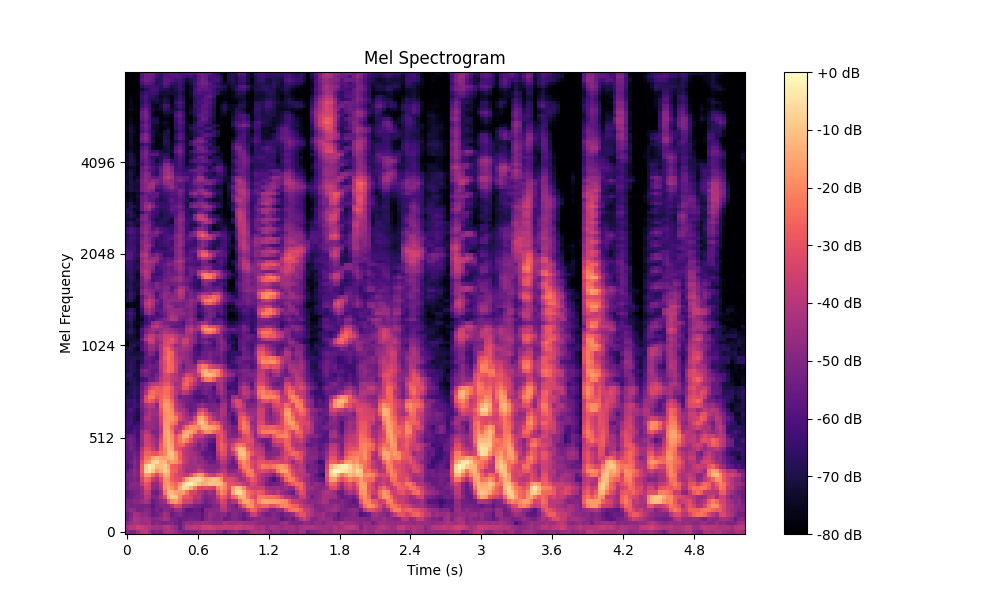 Mel Spectrogram
Mel Frequency
4096
2048
1024
512
0
0 0.6 1.2 1.8 2.4 3 3.6 4.2 4.8
Time (s)
+0 dB
-10 dB
-20 dB
-30 dB
-40 dB
-50 dB
-60 dB
-70 dB
-80 dB